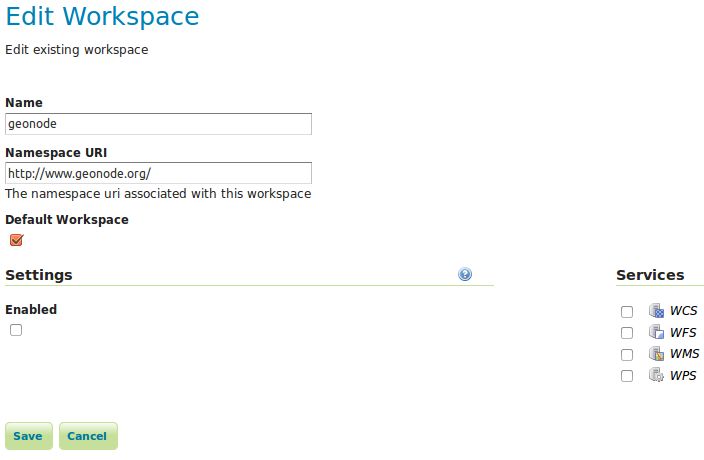 Edit Workspace
Edit existing workspace
Name
geonode
Namespace URI
http://www.geonode.org/
The namespace uri associated with this workspace
Default Workspace
Settings
Services
Enabled
WCS
WFS
WMS
WPS
Save Cancel